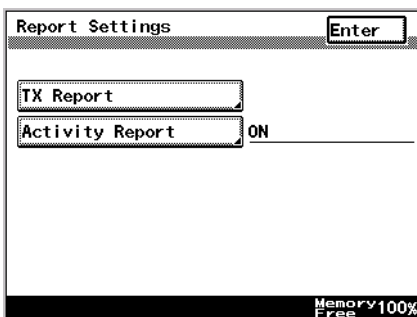 Report Settings
Enter
TX Report
Activity Report
ON
Memory
Free 100%